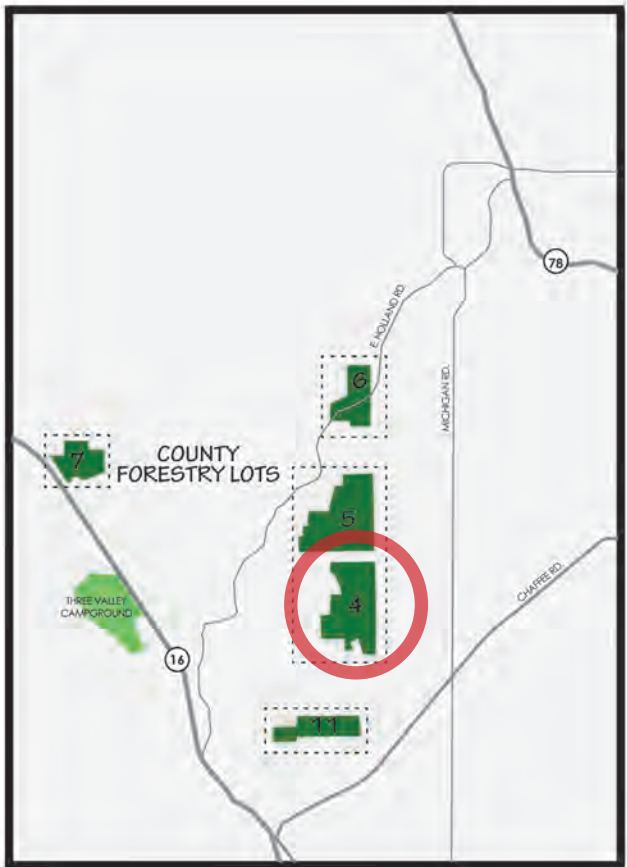 78
E. HOLLAND RD.
MICHIGAN RD.
6
7
COUNTY
FORESTRY LOTS
5
4
THREE VALLEY
CAMPGROUND
CHAFFEE RD.
16
11